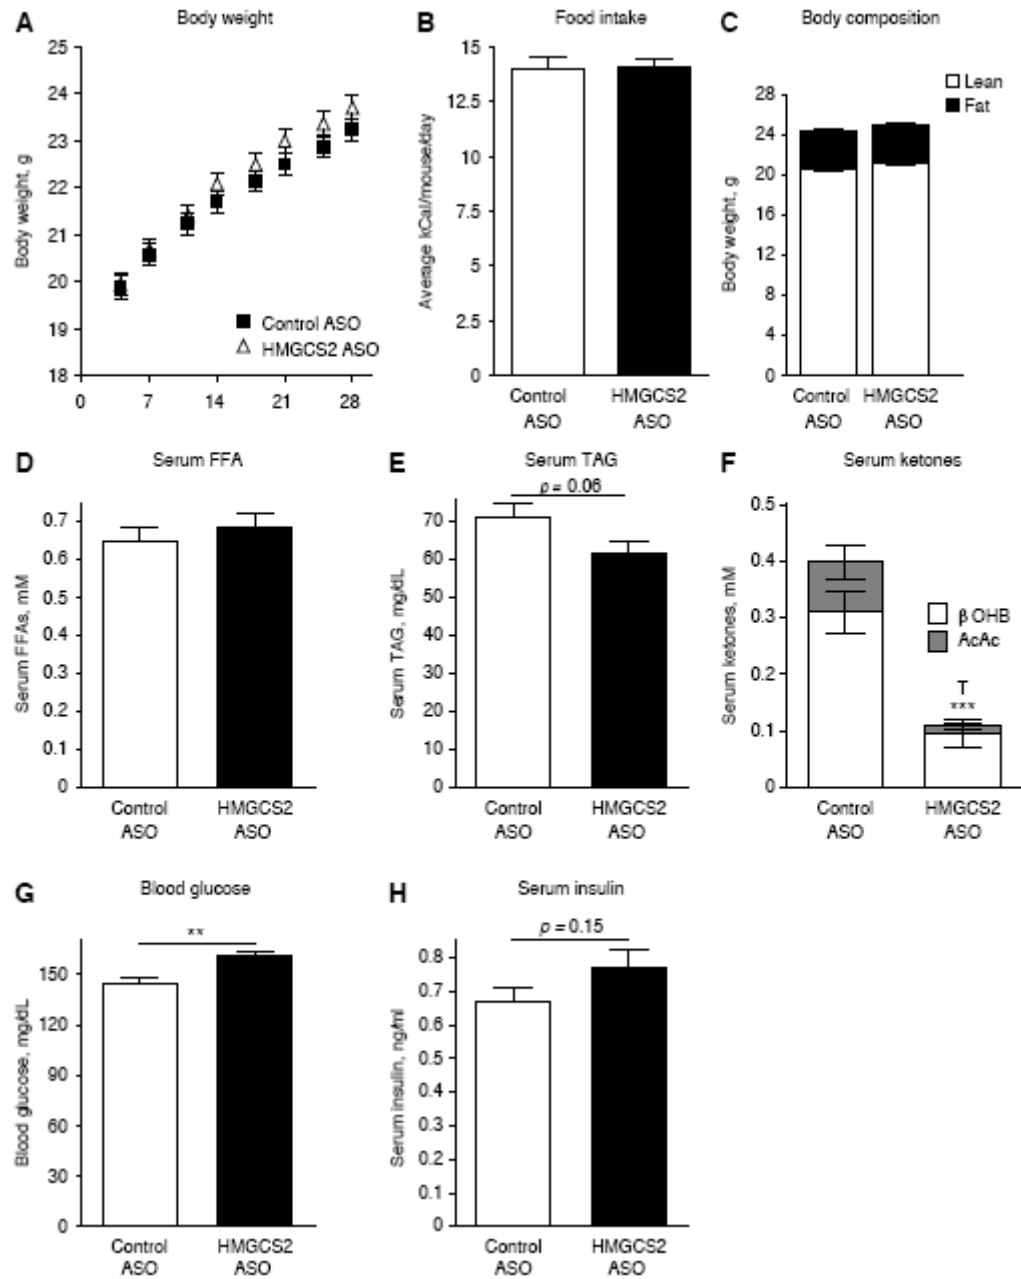 A Body weight
25
24
23
22
21
20
19
18
Body weight, g
Control ASO
HMGCS2 ASO
0 7 14 21 28
B Food intake
15
13.5
10
7.5
5
2.5
0
Average kCal/mouse/day
Control ASO
HMGCS2 ASO
C Body composition
Lean
Fat
28
24
20
16
12
8
4
0
Body weight, g
Control ASO
HMGCS2 ASO
D Serum FFA
0.7
0.6
0.5
0.4
0.3
0.2
0.1
0
Serum FFAs, mM
Control ASO
HMGCS2 ASO
E Serum TAG
p = 0.06
70
60
50
40
30
20
10
0
Serum TAG, mg/dL
Control ASO
HMGCS2 ASO
F Serum ketones
0.5
0.4
0.3
0.2
0.1
0
Serum ketones, mM
β OHB
AcAc
T
***
Control ASO
HMGCS2 ASO
G Blood glucose
**
150
120
90
60
30
0
Blood glucose, mg/dL
Control ASO
HMGCS2 ASO
H Serum insulin
p = 0.15
0.8
0.7
0.6
0.5
0.4
0.3
0.2
0.1
0
Serum insulin, ng/ml
Control ASO
HMGCS2 ASO